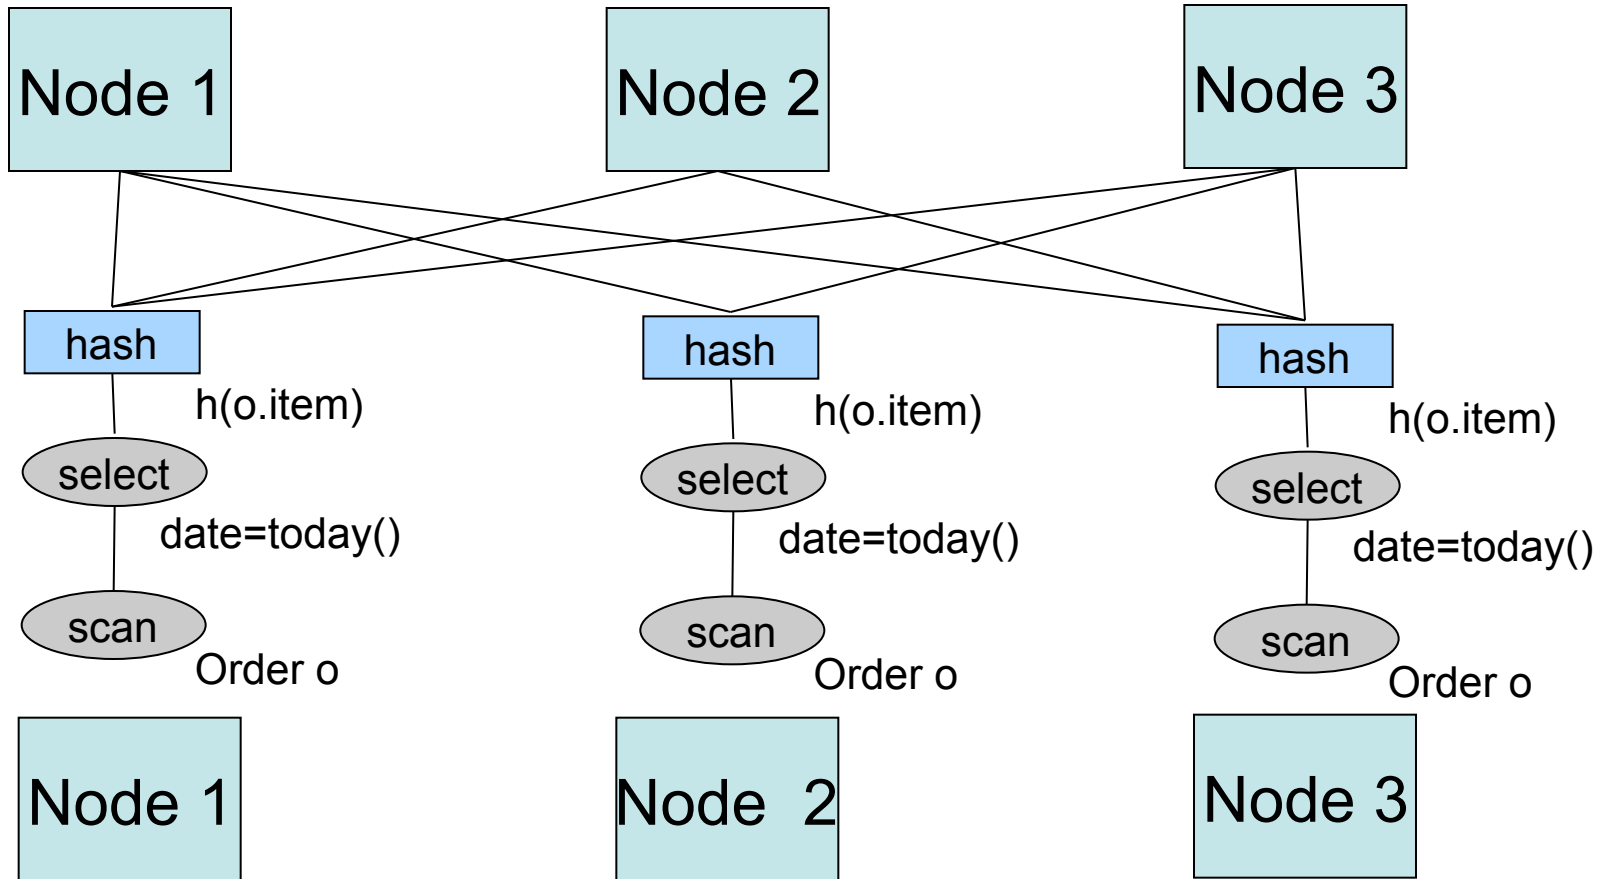 Node 1
Node 2
Node 3
hash
hash
hash
h(o.item)
h(o.item)
h(o.item)
select
select
select
date=today()
date=today()
date=today()
scan
scan
scan
Order o
Order o
Order o
Node 1
Node  2
Node 3